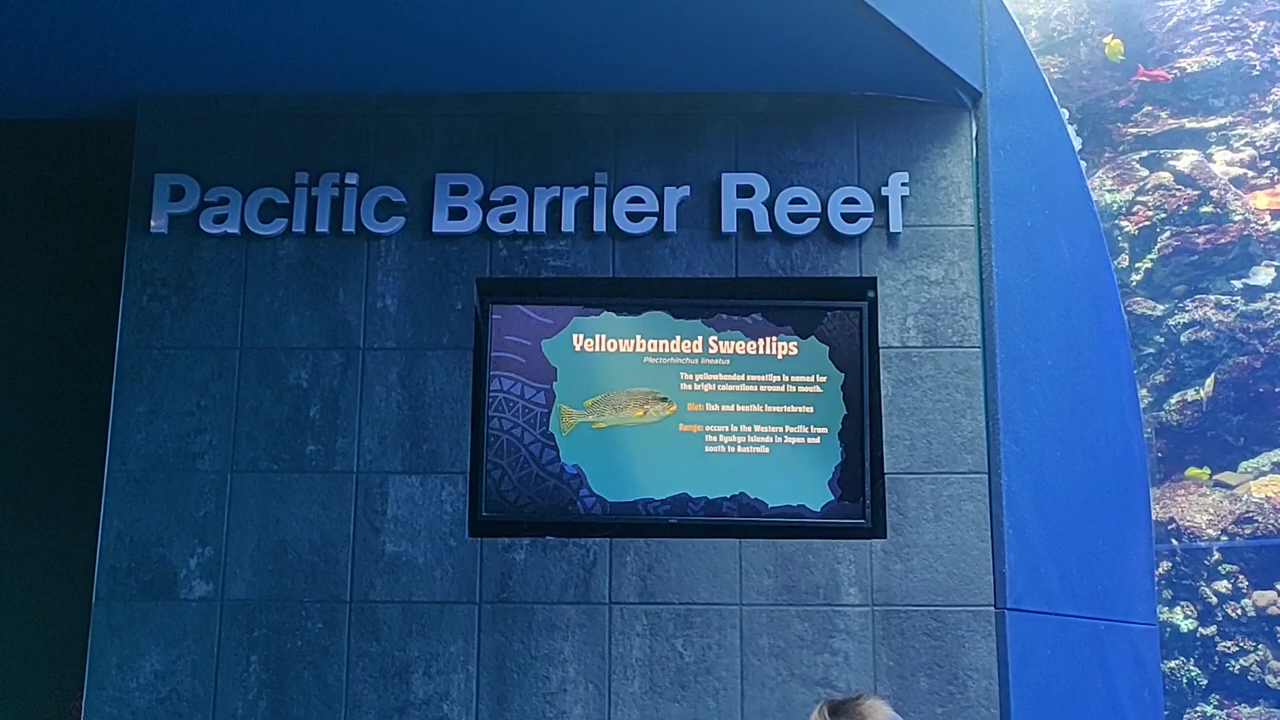 Pacific Barrier Reef
Yellowbanded Sweetlips
Plectorhinchus lineatus
The yellowbanded sweetlips is named for
the bright colorations around its mouth.
Diet: fish and benthic invertebrates
Range: occurs in the Western Pacific from
the Ryukyu Islands in Japan and
south to Australia